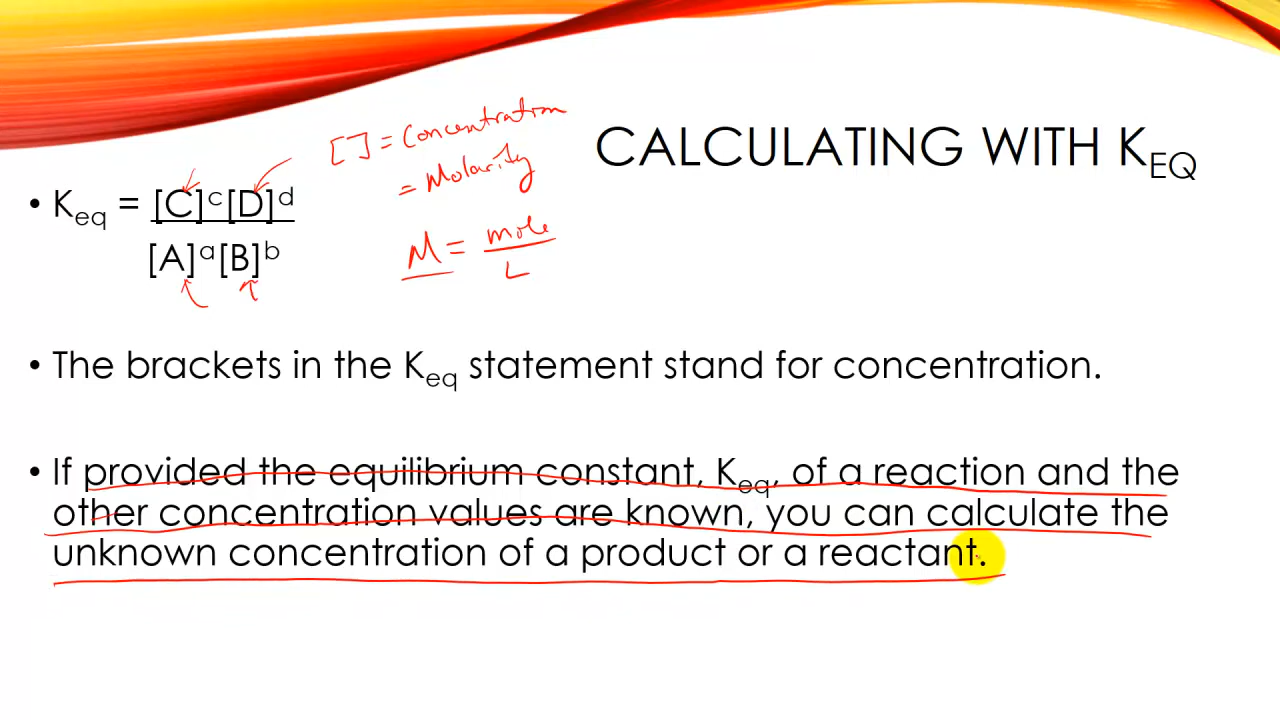 CALCULATING WITH KEQ
[ ] = Concentration
= Molarity
M = mole
L
• Keq = [C]ᶜ[D]ᵈ
[A]ᵃ[B]ᵇ
• The brackets in the Keq statement stand for concentration.
• If provided the equilibrium constant, Keq, of a reaction and the
other concentration values are known, you can calculate the
unknown concentration of a product or a reactant.